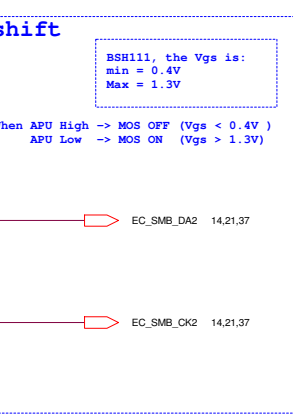 shift
BSH111, the Vgs is:
min = 0.4V
Max = 1.3V
When APU High -> MOS OFF (Vgs < 0.4V )
APU Low -> MOS ON (Vgs > 1.3V)
EC_SMB_DA2 14,21,37
EC_SMB_CK2 14,21,37